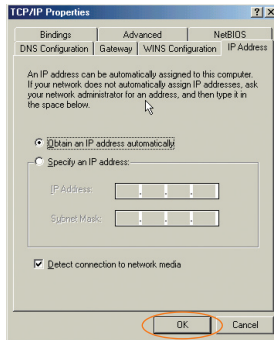 TCP/IP Properties
? X
Bindings Advanced NetBIOS
DNS Configuration Gateway WINS Configuration IP Address
An IP address can be automatically assigned to this computer.
If your network does not automatically assign IP addresses, ask
your network administrator for an address, and then type it in
the space below.
Obtain an IP address automatically
Specify an IP address:
IP Address:
Subnet Mask:
Detect connection to network media
OK Cancel